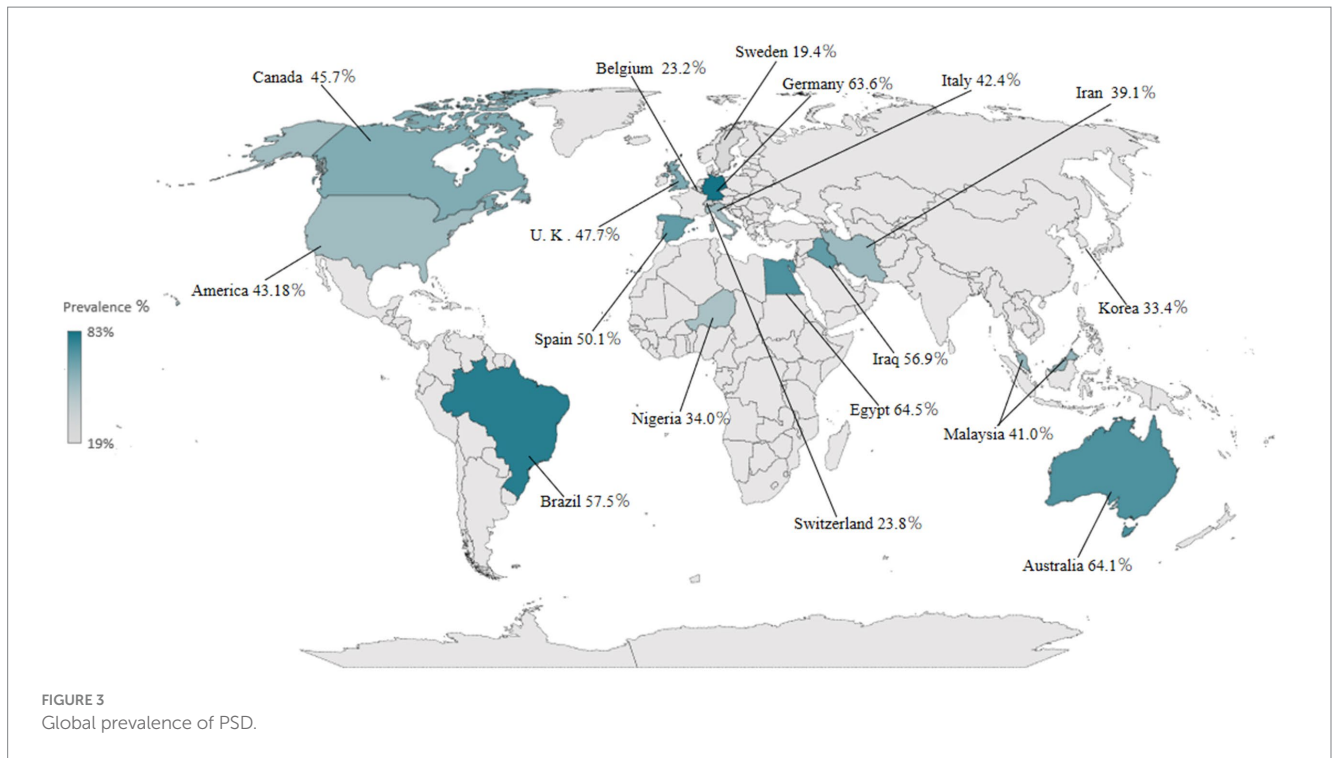 Sweden 19.4%
Belgium 23.2%
Canada 45.7%
Germany 63.6%
Italy 42.4%
Iran 39.1%
U. K . 47.7%
America 43.18%
Prevalence %
83%
19%
Korea 33.4%
Spain 50.1%
Iraq 56.9%
Egypt 64.5%
Nigeria 34.0%
Malaysia 41.0%
Brazil 57.5%
Switzerland 23.8%
Australia 64.1%
FIGURE 3
Global prevalence of PSD.